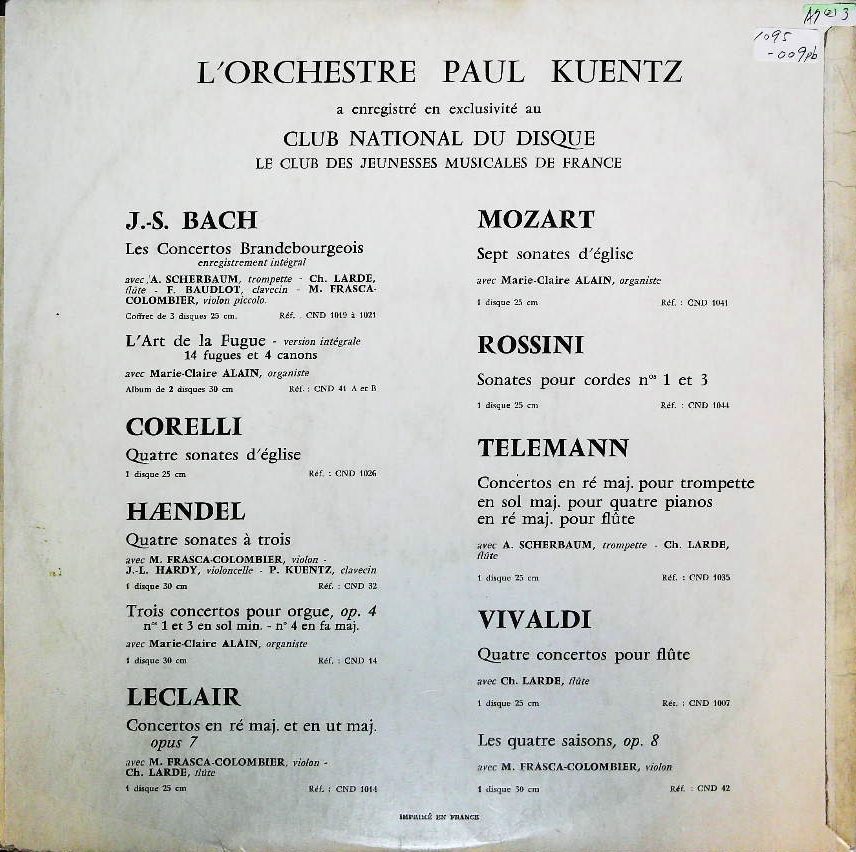 1095
-009pb
L'ORCHESTRE PAUL KUENTZ
a enregistré en exclusivité au
CLUB NATIONAL DU DISQUE
LE CLUB DES JEUNESSES MUSICALES DE FRANCE
J.-S. BACH
Les Concertos Brandebourgeois
enregistrement intégral
avec A. SCHERBAUM, trompette - Ch. LARDE,
flûte - F. BAUDLOT, clavecin - M. FRASCA-
COLOMBIER, violon piccolo.
Coffret de 3 disques 25 cm. Réf. : CND 1019 à 1021
L'Art de la Fugue - version intégrale
14 fugues et 4 canons
avec Marie-Claire ALAIN, organiste
Album de 2 disques 30 cm Réf. : CND 41 A et B
CORELLI
Quatre sonates d'église
1 disque 25 cm Réf. : CND 1026
HÆNDEL
Quatre sonates à trois
avec M. FRASCA-COLOMBIER, violon -
J.-L. HARDY, violoncelle - P. KUENTZ, clavecin
1 disque 30 cm Réf. : CND 32
Trois concertos pour orgue, op. 4
nos 1 et 3 en sol min. - n° 4 en fa maj.
avec Marie-Claire ALAIN, organiste
1 disque 30 cm Réf. : CND 14
LECLAIR
Concertos en ré maj. et en ut maj.
opus 7
avec M. FRASCA-COLOMBIER, violon -
Ch. LARDE, flûte
1 disque 25 cm Réf. : CND 1014
MOZART
Sept sonates d'église
avec Marie-Claire ALAIN, organiste
1 disque 25 cm Réf. : CND 1041
ROSSINI
Sonates pour cordes nos 1 et 3
1 disque 25 cm Réf. : CND 1044
TELEMANN
Concertos en ré maj. pour trompette
en sol maj. pour quatre pianos
en ré maj. pour flûte
avec A. SCHERBAUM, trompette - Ch. LARDE,
flûte
1 disque 25 cm Réf. : CND 1035
VIVALDI
Quatre concertos pour flûte
avec Ch. LARDE, flûte
1 disque 25 cm Réf. : CND 1007
Les quatre saisons, op. 8
avec M. FRASCA-COLOMBIER, violon
1 disque 30 cm Réf. : CND 42
IMPRIMÉ EN FRANCE